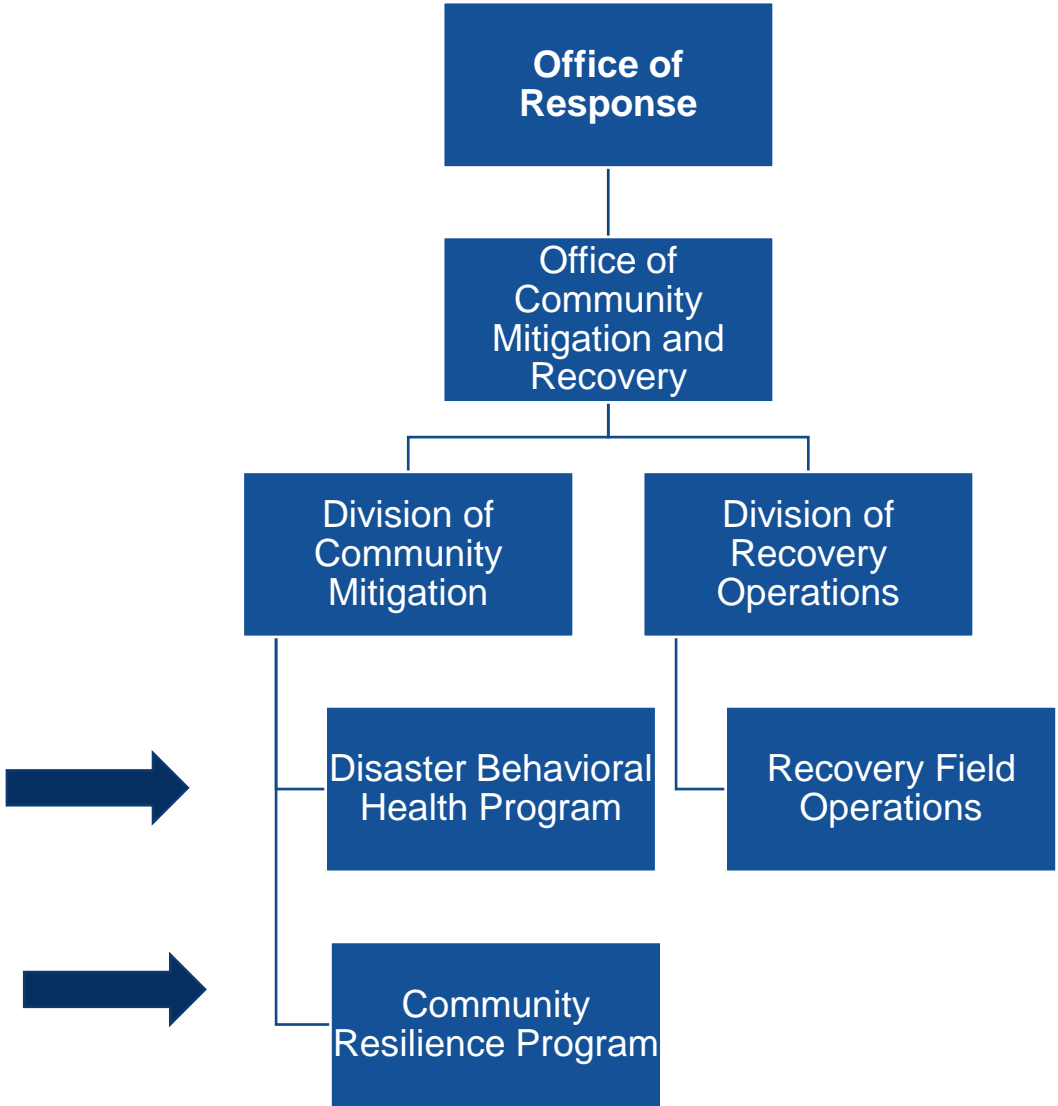 Office of
Response
Office of
Community
Mitigation and
Recovery
Division of
Community
Mitigation
Division of
Recovery
Operations
Disaster Behavioral
Health Program
Recovery Field
Operations
Community
Resilience Program